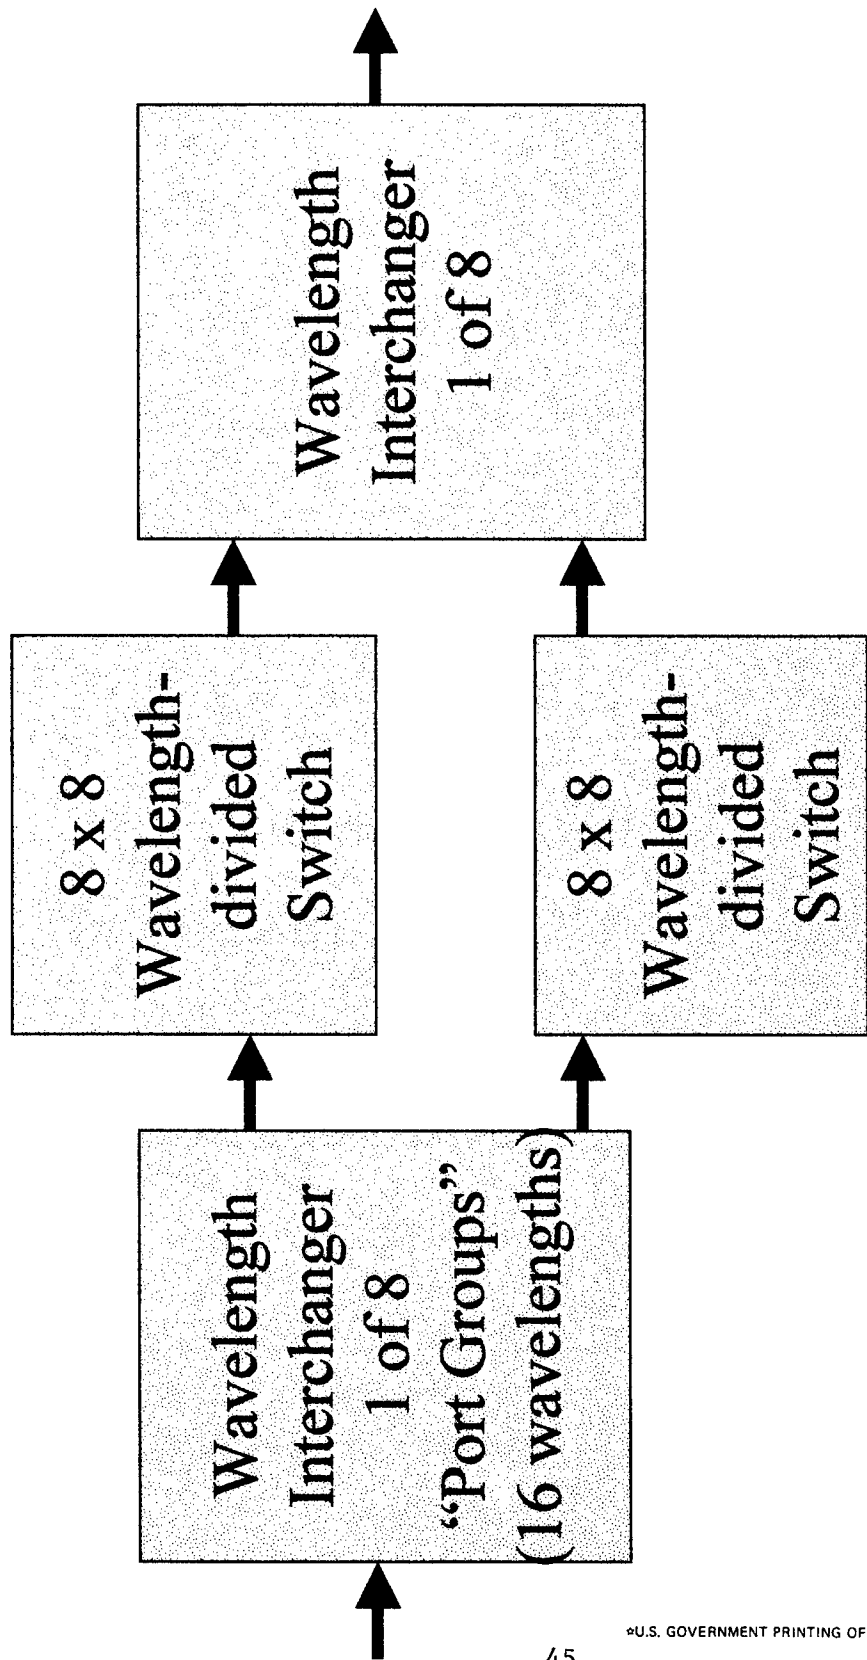 Wavelength
Interchanger
1 of 8
“Port Groups”
(16 wavelengths)
8 x 8
Wavelength-
divided
Switch
8 x 8
Wavelength-
divided
Switch
Wavelength
Interchanger
1 of 8
45
☆U.S. GOVERNMENT PRINTING OF